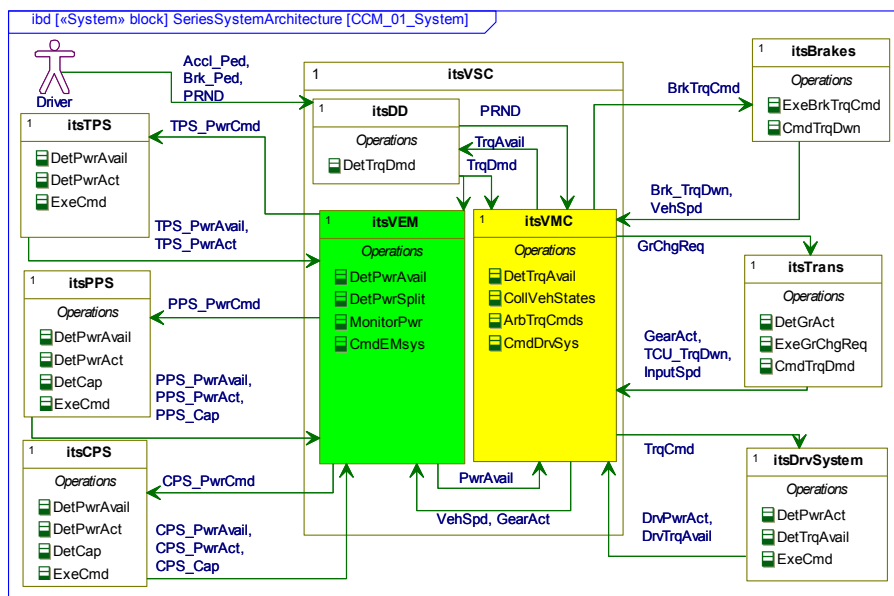 ibd [«System» block] SeriesSystemArchitecture [CCM_01_System]
Driver
Accl_Ped,
Brk_Ped,
PRND
1
itsVSC
1
itsDD
Operations
DetTrqDmd
PRND
TrqAvail
TrqDmd
BrkTrqCmd
1
itsBrakes
Operations
ExeBrkTrqCmd
CmdTrqDwn
Brk_TrqDwn,
VehSpd
1
itsTPS
DetPwrAvail
DetPwrAct
ExeCmd
TPS_PwrCmd
TPS_PwrAvail,
TPS_PwrAct
1
itsVEM
Operations
DetPwrAvail
DetPwrSplit
MonitorPwr
CmdEMsys
1
itsVMC
Operations
DetTrqAvail
CollVehStates
ArbTrqCmds
CmdDrvSys
GrChgReq
1
itsTrans
Operations
DetGrAct
ExeGrChgReq
CmdTrqDmd
GearAct,
TCU_TrqDwn,
InputSpd
1
itsPPS
Operations
DetPwrAvail
DetPwrAct
DetCap
ExeCmd
PPS_PwrCmd
PPS_PwrAvail,
PPS_PwrAct,
PPS_Cap
1
itsCPS
Operations
DetPwrAvail
DetPwrAct
DetCap
ExeCmd
CPS_PwrCmd
CPS_PwrAvail,
CPS_PwrAct,
CPS_Cap
PwrAvail
VehSpd, GearAct
TrqCmd
DrvPwrAct,
DrvTrqAvail
1
itsDrvSystem
Operations
DetPwrAct
DetTrqAvail
ExeCmd